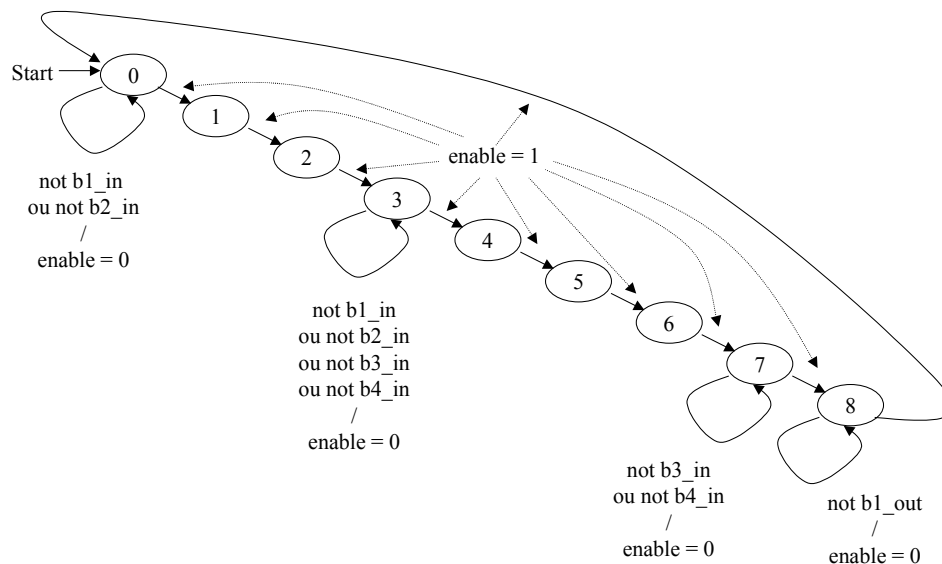 Start
0
1
2
enable = 1
3
4
5
6
7
8
not b1_in
ou not b2_in
/
enable = 0
not b1_in
ou not b2_in
ou not b3_in
ou not b4_in
/
enable = 0
not b3_in
ou not b4_in
/
enable = 0
not b1_out
/
enable = 0